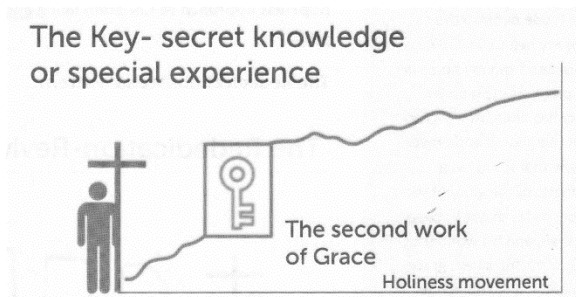 The Key- secret knowledge
or special experience
The second work
of Grace
Holiness movement